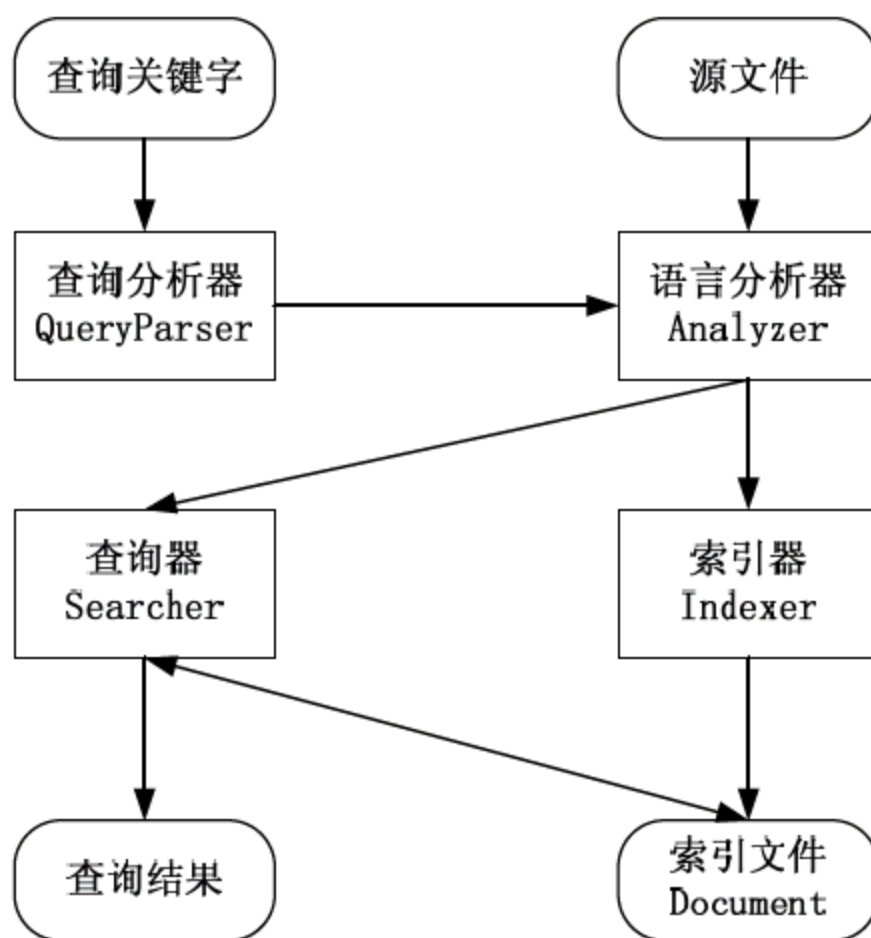 查询关键字
源文件
查询分析器
QueryParser
语言分析器
Analyzer
查询器
Searcher
索引器
Indexer
查询结果
索引文件
Document